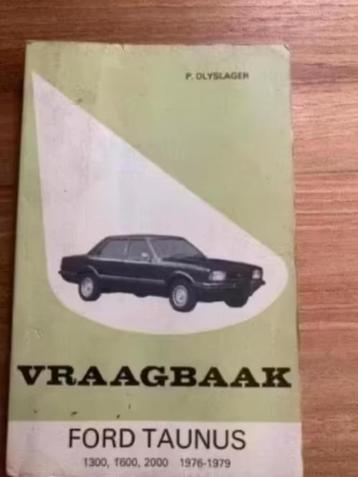 P. OLYSLAGER
VRAAGBAAK
FORD TAUNUS
1300, 1600, 2000 1976-1979